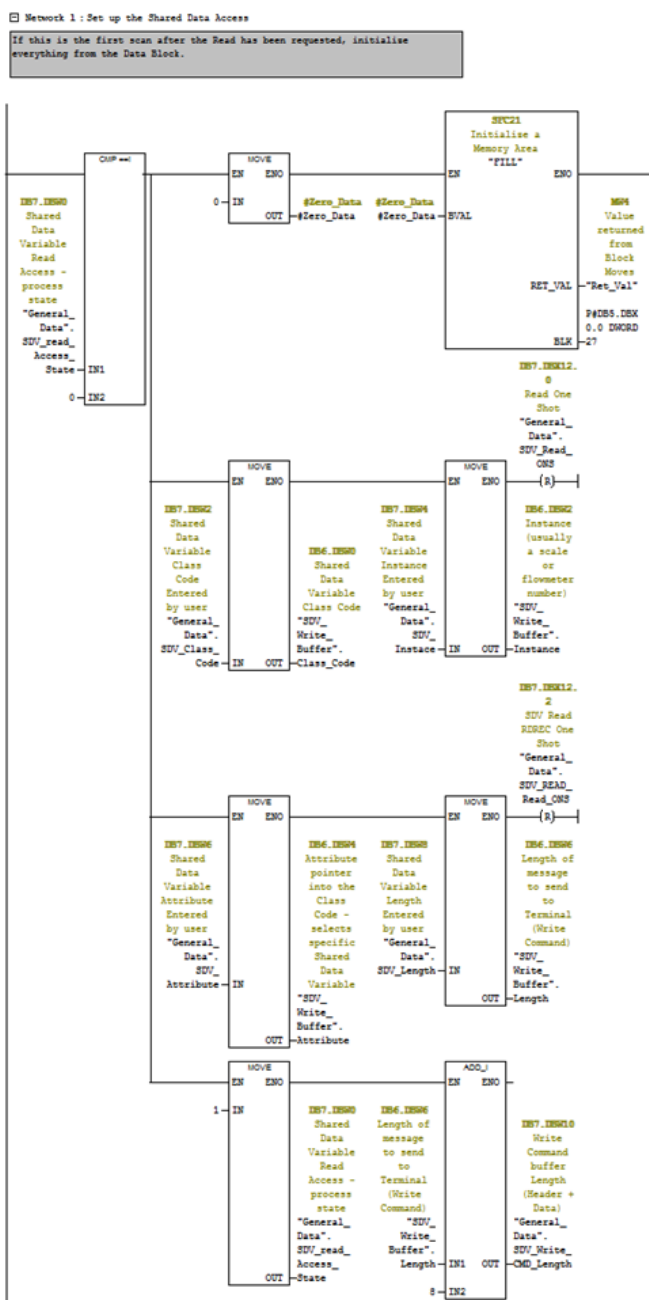 Network 1 : Set up the Shared Data Access
If this is the first scan after the Read has been requested, initialise
everything from the Data Block.
CMP ==I
DB7.DBW0
Shared
Data
Variable
Read
Access -
process
state
"General_
Data".
SDV_read_
Access_
State
IN1
0
IN2
MOVE
EN ENO
0
IN
OUT
#Zero_Data
#Zero_Data
SFC21
Initialise a
Memory Area
"FILL"
EN ENO
#Zero_Data
#Zero_Data
BVAL
RET_VAL
MW4
Value
returned
from
Block
Moves
"Ret_Val"
P#DB5.DBX
0.0 DWORD
BLK
27
MOVE
EN ENO
DB7.DBW2
Shared
Data
Variable
Class
Code
Entered
by user
"General_
Data".
SDV_Class_
Code
IN OUT
DB6.DBW0
Shared
Data
Variable
Class Code
"SDV_
Write_
Buffer".
Class_Code
MOVE
EN ENO
DB7.DBW4
Shared
Data
Variable
Instance
Entered
by user
"General_
Data".
SDV_
Instace
IN OUT
DB6.DBW2
Instance
(usually
a scale
or
flowmeter
number)
"SDV_
Write_
Buffer".
Instance
DB7.DBX12.
0
Read One
Shot
"General_
Data".
SDV_Read_
ONS
(R)
MOVE
EN ENO
DB7.DBW6
Shared
Data
Variable
Attribute
Entered
by user
"General_
Data".
SDV_
Attribute
IN
OUT
DB6.DBW4
Attribute
pointer
into the
Class
Code -
selects
specific
Shared
Data
Variable
"SDV_
Write_
Buffer".
Attribute
MOVE
EN ENO
DB7.DBW8
Shared
Data
Variable
Length
Entered
by user
"General_
Data".
SDV_Length
IN
OUT
DB6.DBW6
Length of
message
to send
to
Terminal
(Write
Command)
"SDV_
Write_
Buffer".
Length
DB7.DBX12.
2
SDV Read
RDREC One
Shot
"General_
Data".
SDV_READ_
Read_ONS
(R)
MOVE
EN ENO
1
IN
OUT
DB7.DBW0
Shared
Data
Variable
Read
Access -
process
state
"General_
Data".
SDV_read_
Access_
State
ADD_I
EN ENO
DB6.DBW6
Length of
message
to send
to
Terminal
(Write
Command)
"SDV_
Write_
Buffer".
Length
IN1 OUT
8
IN2
DB7.DBW10
Write
Command
buffer
Length
(Header +
Data)
"General_
Data".
SDV_Write_
CMD_Length